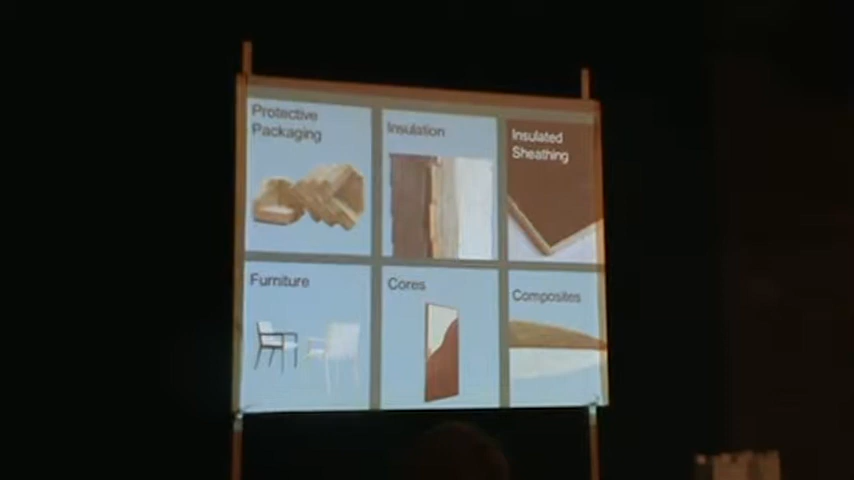 Protective
Packaging
Insulation
Insulated
Sheathing
Furniture
Cores
Composites